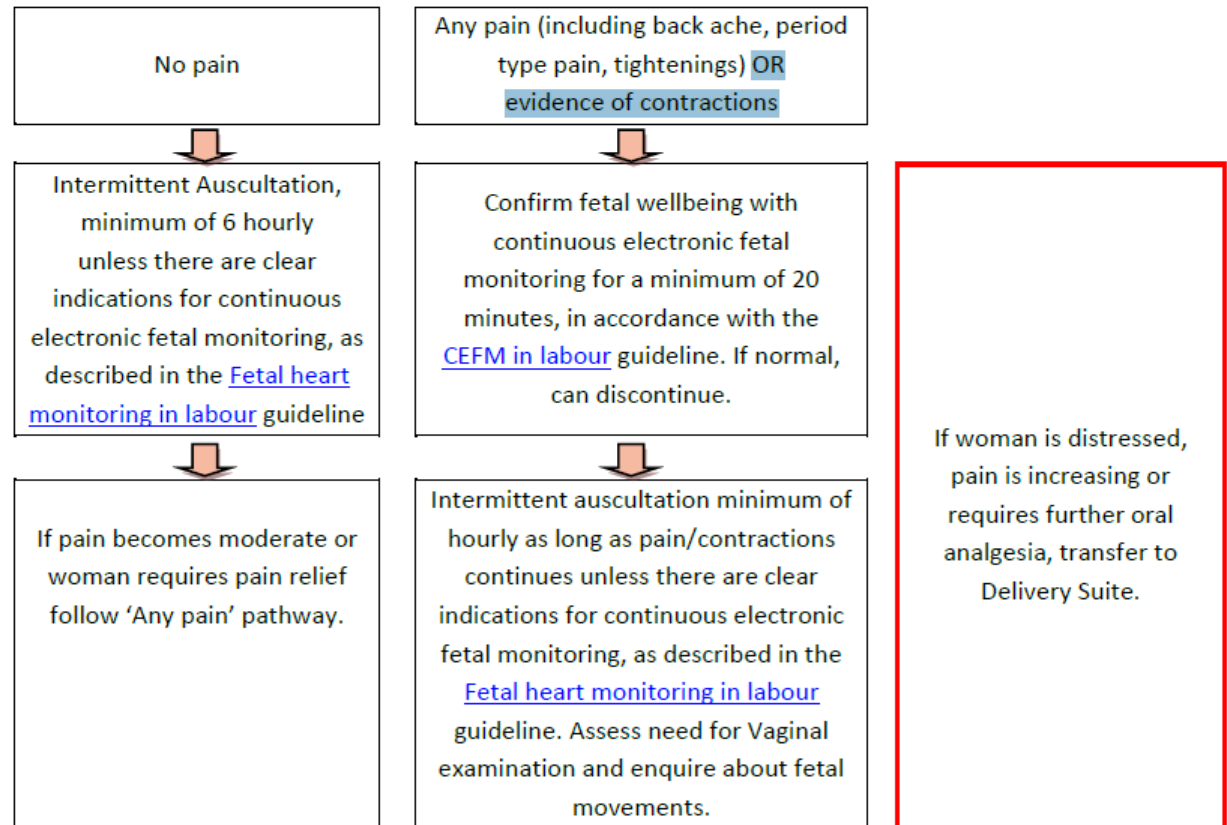 No pain
Any pain (including back ache, period
type pain, tightenings) OR
evidence of contractions
Intermittent Auscultation,
minimum of 6 hourly
unless there are clear
indications for continuous
electronic fetal monitoring, as
described in the Fetal heart
monitoring in labour guideline
Confirm fetal wellbeing with
continuous electronic fetal
monitoring for a minimum of 20
minutes, in accordance with the
CEFM in labour guideline. If normal,
can discontinue.
If pain becomes moderate or
woman requires pain relief
follow ‘Any pain’ pathway.
Intermittent auscultation minimum of
hourly as long as pain/contractions
continues unless there are clear
indications for continuous electronic
fetal monitoring, as described in the
Fetal heart monitoring in labour
guideline. Assess need for Vaginal
examination and enquire about fetal
movements.
If woman is distressed,
pain is increasing or
requires further oral
analgesia, transfer to
Delivery Suite.